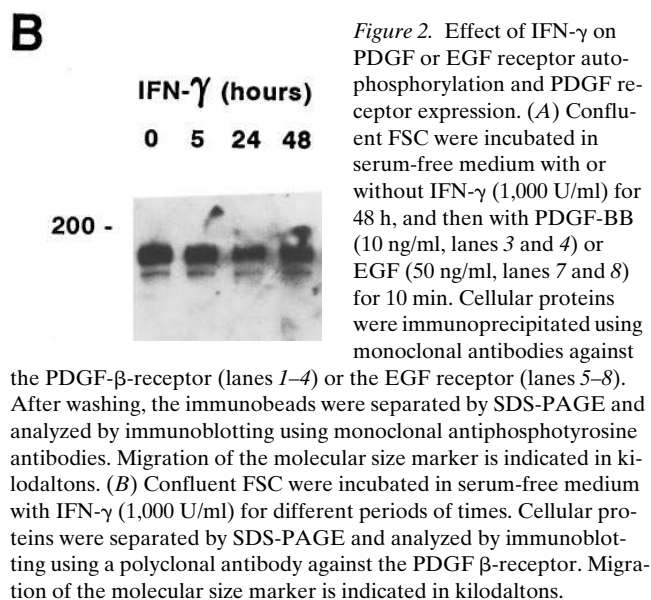 B
IFN-γ (hours)
0 5 24 48
200 -
Figure 2. Effect of IFN-γ on
PDGF or EGF receptor auto-
phosphorylation and PDGF re-
ceptor expression. (A) Conflu-
ent FSC were incubated in
serum-free medium with or
without IFN-γ (1,000 U/ml) for
48 h, and then with PDGF-BB
(10 ng/ml, lanes 3 and 4) or
EGF (50 ng/ml, lanes 7 and 8)
for 10 min. Cellular proteins
were immunoprecipitated using
monoclonal antibodies against
the PDGF-β-receptor (lanes 1–4) or the EGF receptor (lanes 5–8).
After washing, the immunobeads were separated by SDS-PAGE and
analyzed by immunoblotting using monoclonal antiphosphotyrosine
antibodies. Migration of the molecular size marker is indicated in ki-
lodaltons. (B) Confluent FSC were incubated in serum-free medium
with IFN-γ (1,000 U/ml) for different periods of times. Cellular pro-
teins were separated by SDS-PAGE and analyzed by immunoblot-
ting using a polyclonal antibody against the PDGF β-receptor. Migra-
tion of the molecular size marker is indicated in kilodaltons.